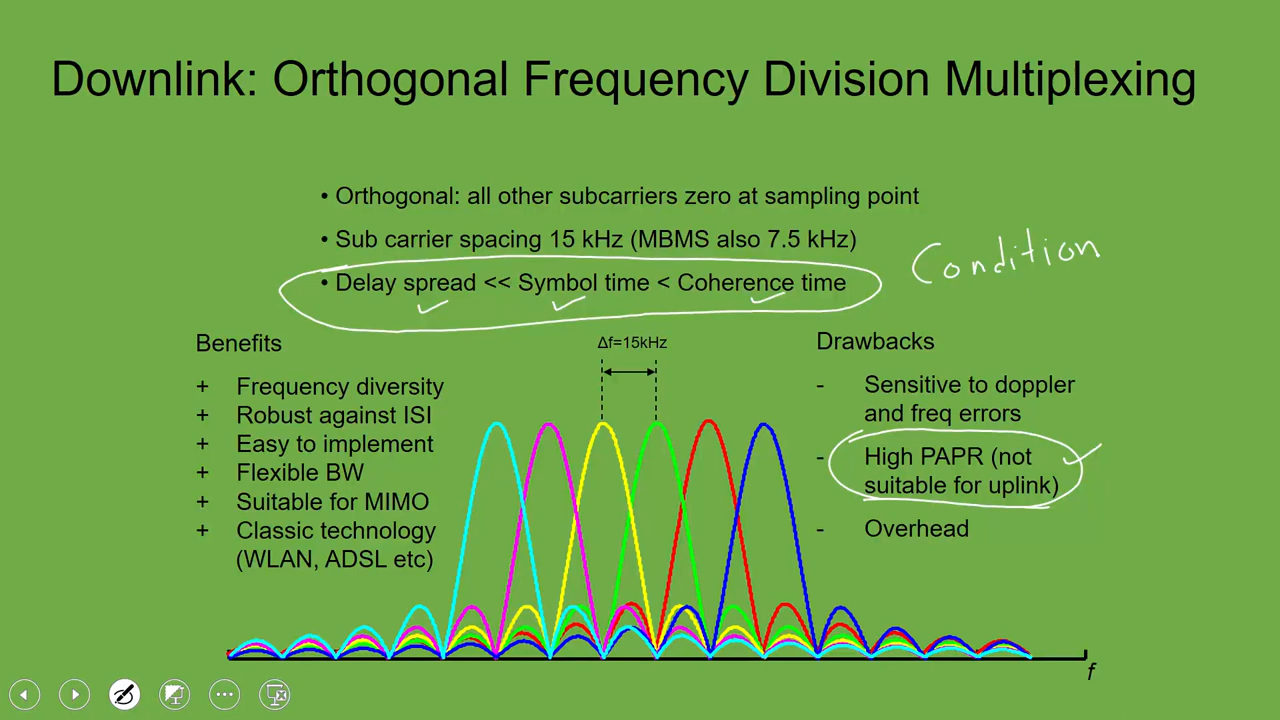 Downlink: Orthogonal Frequency Division Multiplexing
• Orthogonal: all other subcarriers zero at sampling point
• Sub carrier spacing 15 kHz (MBMS also 7.5 kHz)
• Delay spread << Symbol time < Coherence time
Condition
Benefits
+ Frequency diversity
+ Robust against ISI
+ Easy to implement
+ Flexible BW
+ Suitable for MIMO
+ Classic technology
(WLAN, ADSL etc)
Δf=15kHz
Drawbacks
- Sensitive to doppler
and freq errors
- High PAPR (not
suitable for uplink)
- Overhead
f